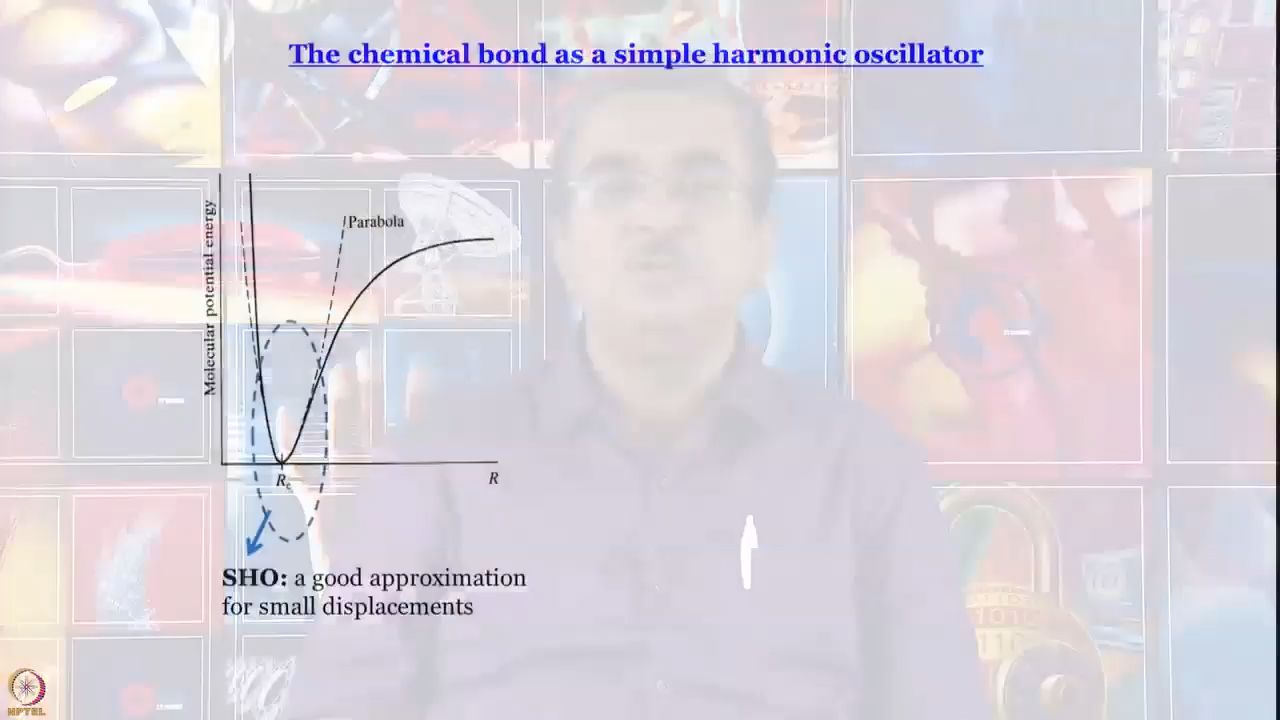 The chemical bond as a simple harmonic oscillator
Molecular potential energy
Parabola
Rₑ
R
SHO: a good approximation
for small displacements
NPTEL